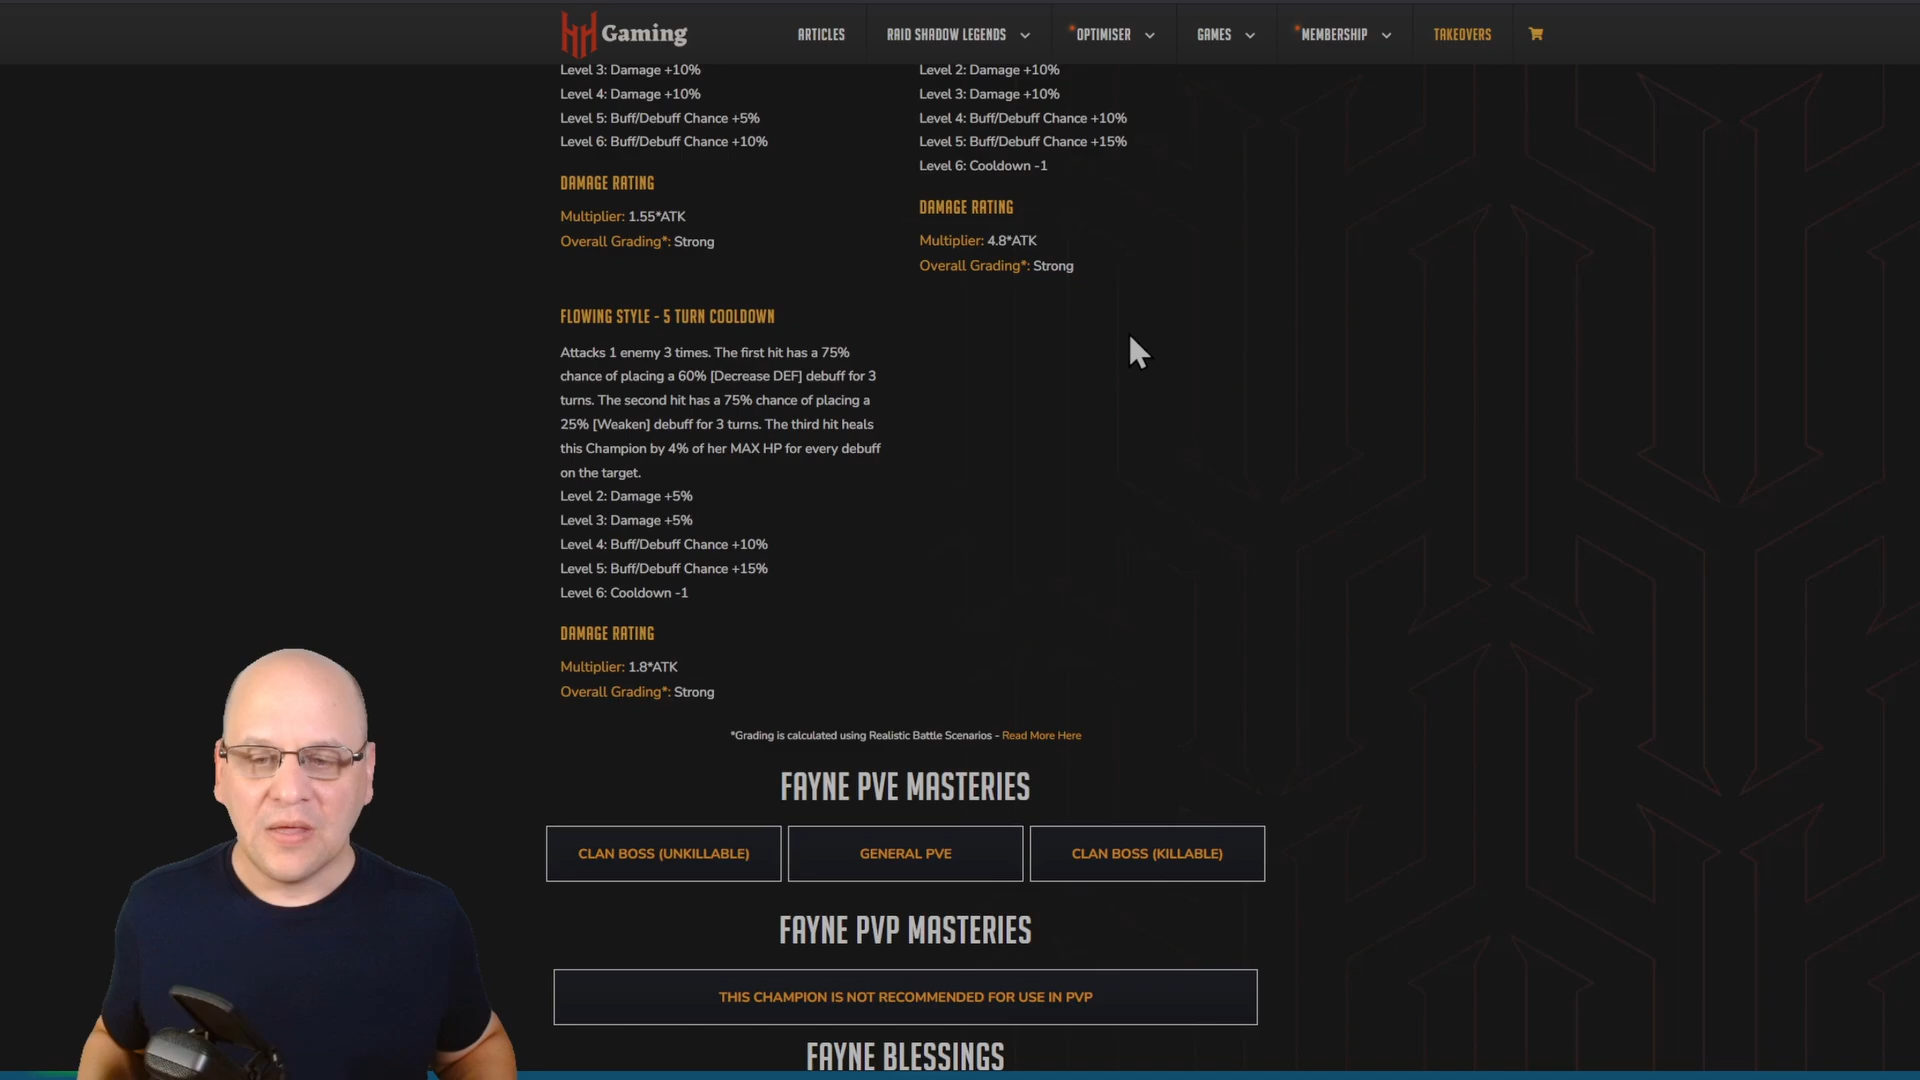 HH Gaming
ARTICLES
RAID SHADOW LEGENDS
*OPTIMISER
GAMES
*MEMBERSHIP
TAKEOVERS
Level 3: Damage +10%
Level 4: Damage +10%
Level 5: Buff/Debuff Chance +5%
Level 6: Buff/Debuff Chance +10%
DAMAGE RATING
Multiplier: 1.55*ATK
Overall Grading*: Strong
Level 2: Damage +10%
Level 3: Damage +10%
Level 4: Buff/Debuff Chance +10%
Level 5: Buff/Debuff Chance +15%
Level 6: Cooldown -1
DAMAGE RATING
Multiplier: 4.8*ATK
Overall Grading*: Strong
FLOWING STYLE - 5 TURN COOLDOWN
Attacks 1 enemy 3 times. The first hit has a 75%
chance of placing a 60% [Decrease DEF] debuff for 3
turns. The second hit has a 75% chance of placing a
25% [Weaken] debuff for 3 turns. The third hit heals
this Champion by 4% of her MAX HP for every debuff
on the target.
Level 2: Damage +5%
Level 3: Damage +5%
Level 4: Buff/Debuff Chance +10%
Level 5: Buff/Debuff Chance +15%
Level 6: Cooldown -1
DAMAGE RATING
Multiplier: 1.8*ATK
Overall Grading*: Strong
*Grading is calculated using Realistic Battle Scenarios - Read More Here
FAYNE PVE MASTERIES
CLAN BOSS (UNKILLABLE)
GENERAL PVE
CLAN BOSS (KILLABLE)
FAYNE PVP MASTERIES
THIS CHAMPION IS NOT RECOMMENDED FOR USE IN PVP
FAYNE BLESSINGS